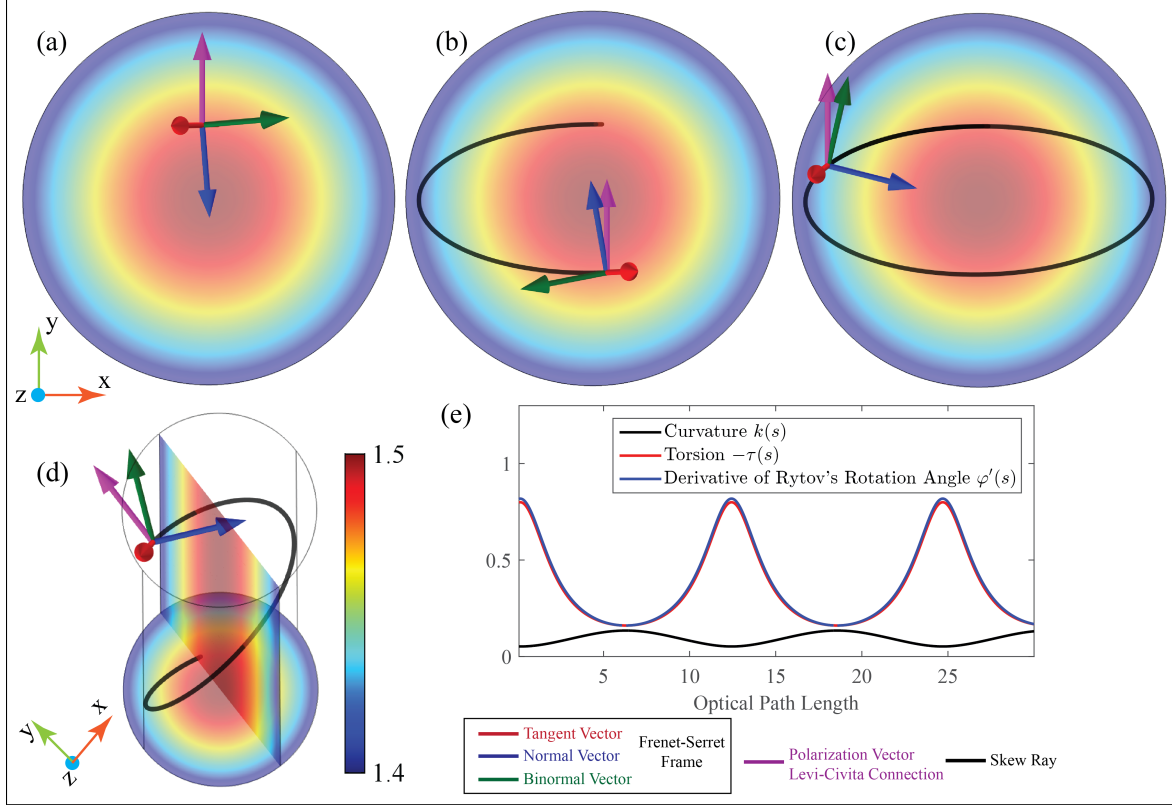 (a)
(b)
(c)
y
z
x
(d)
1.5
1.4
y
x
z
(e)
Curvature k(s)
Torsion −τ(s)
Derivative of Rytov's Rotation Angle φ′(s)
1
0.5
0
5
10
15
20
25
Optical Path Length
Tangent Vector
Normal Vector
Binormal Vector
Frenet-Serret
Frame
Polarization Vector
Levi-Civita Connection
Skew Ray